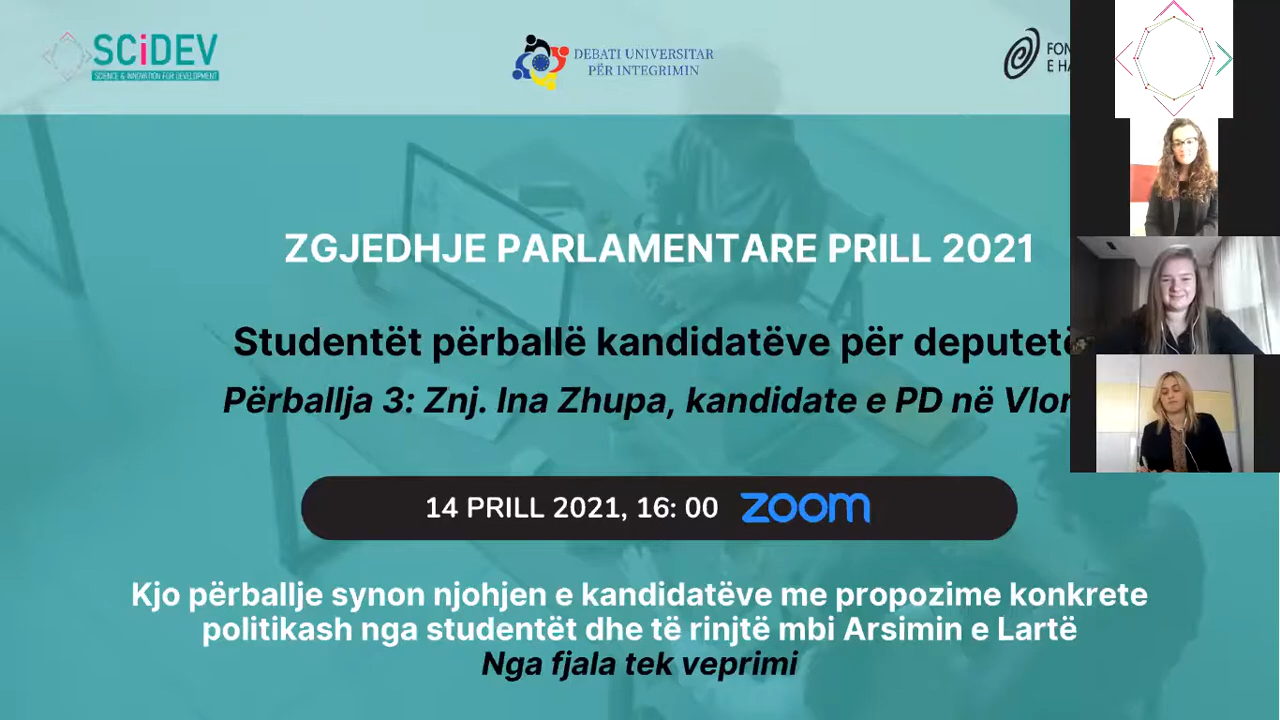 SCiDEV
SCIENCE & INNOVATION FOR DEVELOPMENT
DEBATI UNIVERSITAR
PËR INTEGRIMIN
E
ZGJEDHJE PARLAMENTARE PRILL 2021
Studentët përballë kandidatëve për deputetë
Përballja 3: Znj. Ina Zhupa, kandidate e PD në
14 PRILL 2021, 16: 00 zoom
Kjo përballje synon njohjen e kandidatëve me propozime konkrete
politikash nga studentët dhe të rinjtë mbi Arsimin e Lartë
Nga fjala tek veprimi